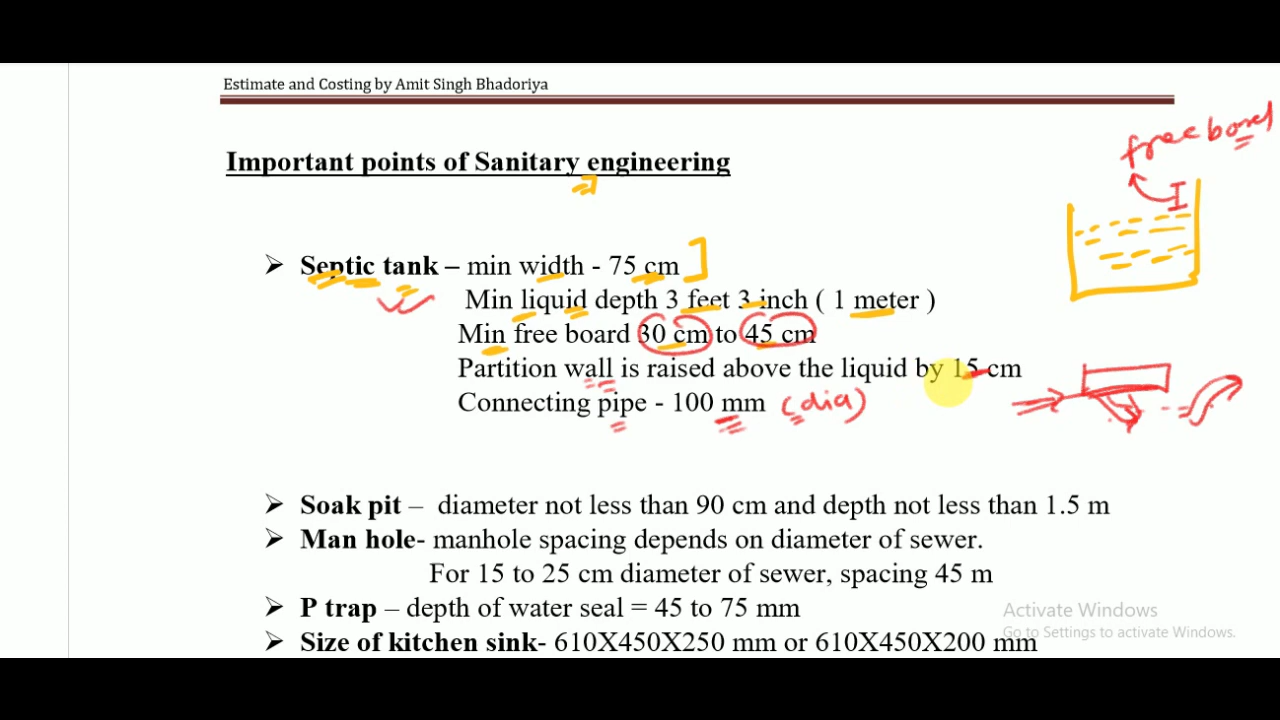 Estimate and Costing by Amit Singh Bhadoriya
free board
Important points of Sanitary engineering
➢ Septic tank – min width - 75 cm
Min liquid depth 3 feet 3 inch ( 1 meter )
Min free board 30 cm to 45 cm
Partition wall is raised above the liquid by 15 cm
Connecting pipe - 100 mm (dia)
➢ Soak pit – diameter not less than 90 cm and depth not less than 1.5 m
➢ Man hole- manhole spacing depends on diameter of sewer.
For 15 to 25 cm diameter of sewer, spacing 45 m
➢ P trap – depth of water seal = 45 to 75 mm
Activate Windows
Go to Settings to activate Windows.
➢ Size of kitchen sink- 610X450X250 mm or 610X450X200 mm